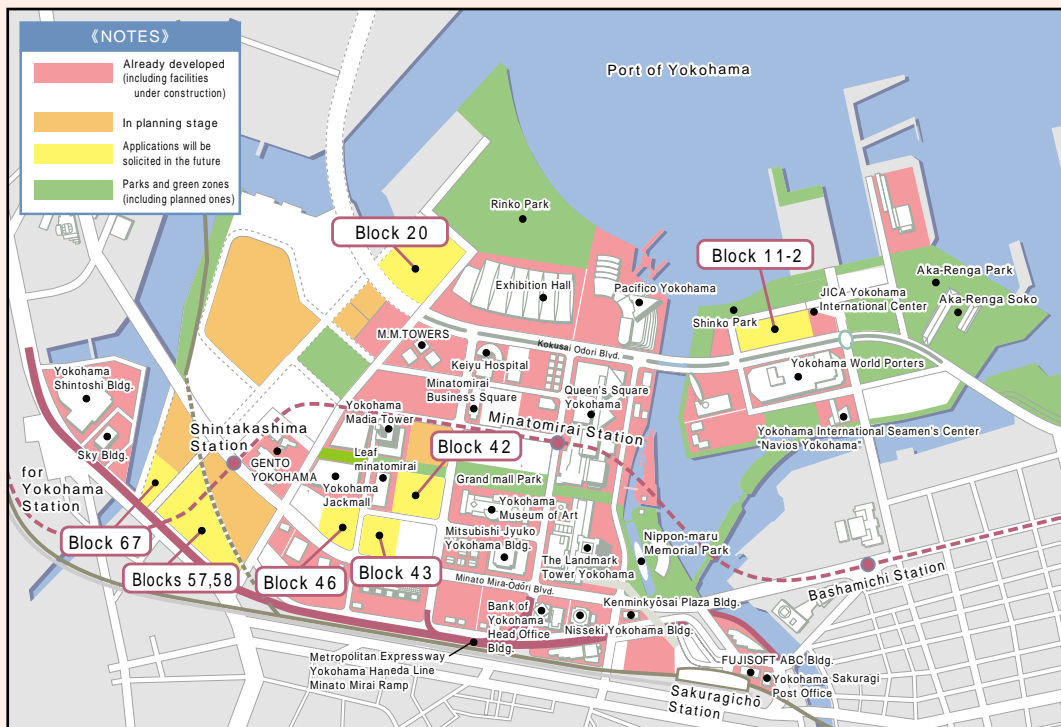 《NOTES》
Already developed
(including facilities
under construction)
In planning stage
Applications will be
solicited in the future
Parks and green zones
(including planned ones)
Port of Yokohama
Rinko Park
Block 20
Block 11-2
Exhibition Hall
Pacifico Yokohama
Shinko Park
JICA Yokohama
International Center
Aka-Renga Park
Aka-Renga Soko
M.M.TOWERS
Kokusai Odori Blvd.
Keiyu Hospital
Minatomirai
Business Square
Queen's Square
Yokohama
Yokohama World Porters
Yokohama
Shintoshi Bldg.
Sky Bldg.
Yokohama
Madia Tower
Minatomirai Station
Yokohama International Seamen's Center
"Navios Yokohama"
Shintakashima
Station
GENTO
YOKOHAMA
Leaf
minatomirai
Block 42
Grand mall Park
for
Yokohama
Station
Yokohama
Jackmall
Yokohama
Museum of Art
Mitsubishi Jyuko
Yokohama Bldg.
The Landmark
Tower Yokohama
Nippon-maru
Memorial Park
Block 67
Blocks 57,58
Block 46
Block 43
Minato Mira-Odori Blvd.
Bashamichi Station
Bank of
Yokohama
Head Office
Bldg.
Kenminkyōsai Plaza Bldg.
Nisseki Yokohama Bldg.
Metropolitan Expressway
Yokohama Haneda Line
Minato Mirai Ramp
FUJISOFT ABC Bldg.
Yokohama Sakuragi
Post Office
Sakuragichō
Station